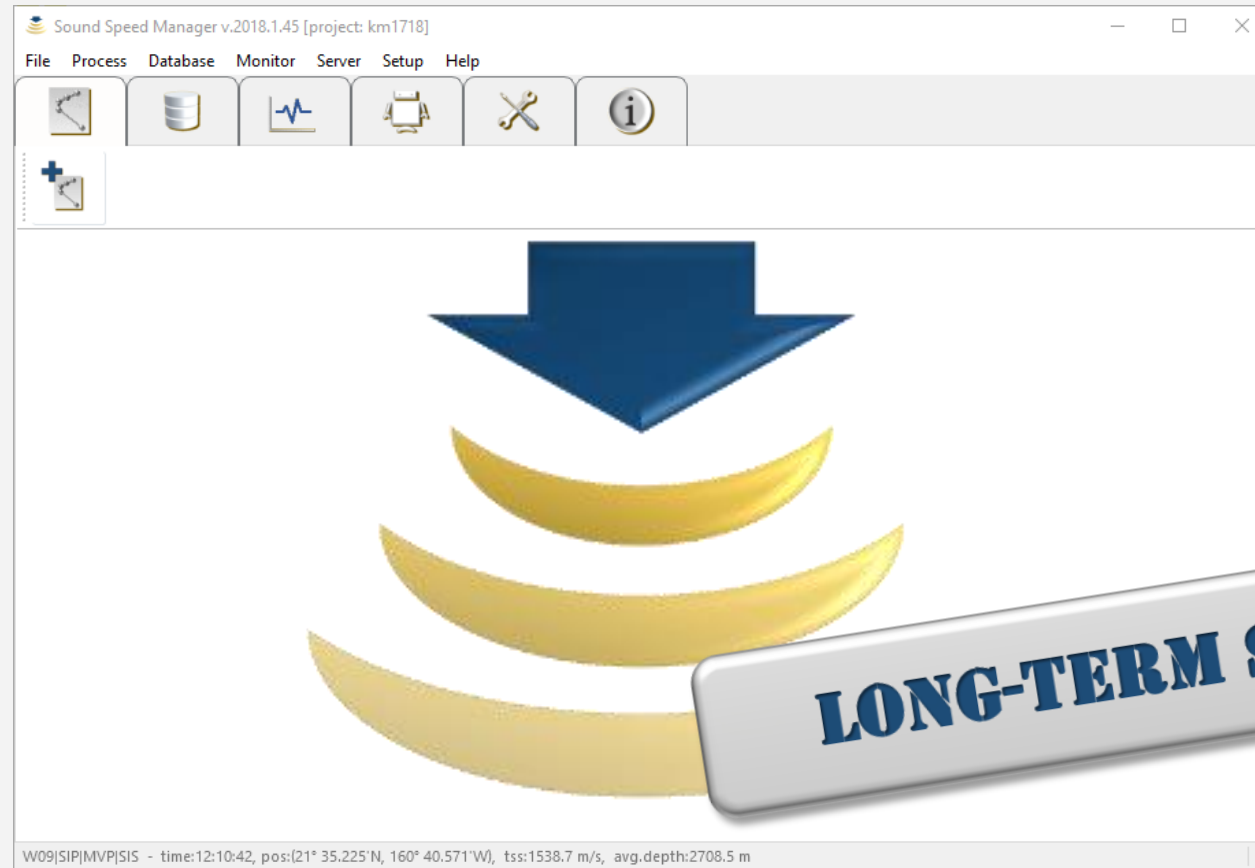 Sound Speed Manager v.2018.1.45 [project: km1718]
File Process Database Monitor Server Setup Help
LONG-TERM
W09|SIP|MVP|SIS - time:12:10:42, pos:(21° 35.225'N, 160° 40.571'W), tss:1538.7 m/s, avg.depth:2708.5 m